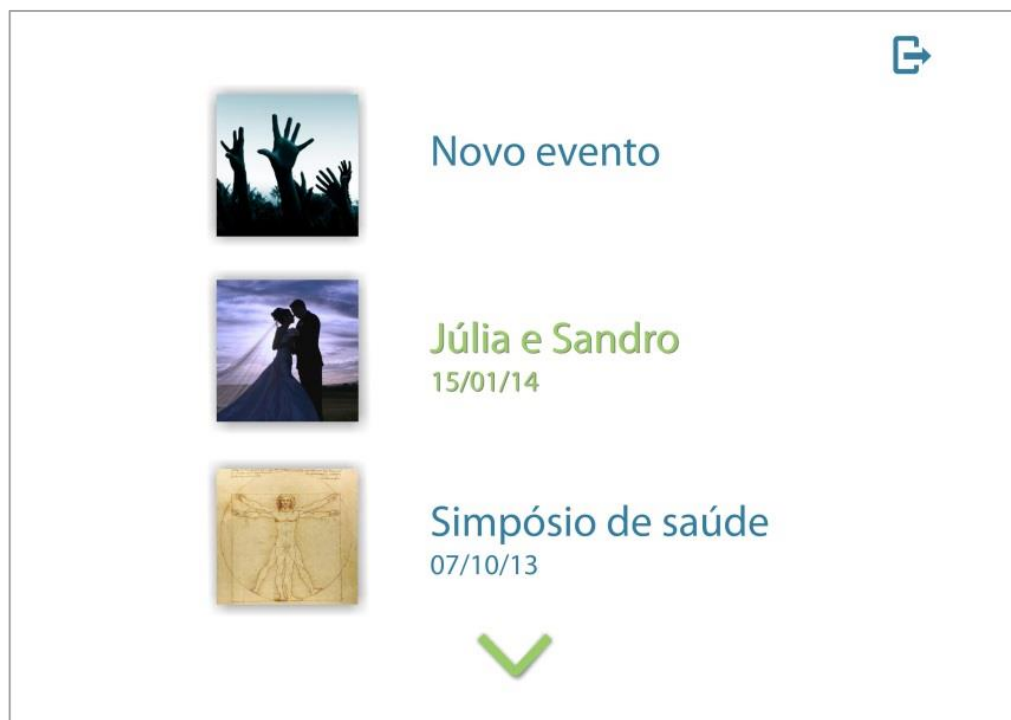 Novo evento
Júlia e Sandro
15/01/14
Simpósio de saúde
07/10/13